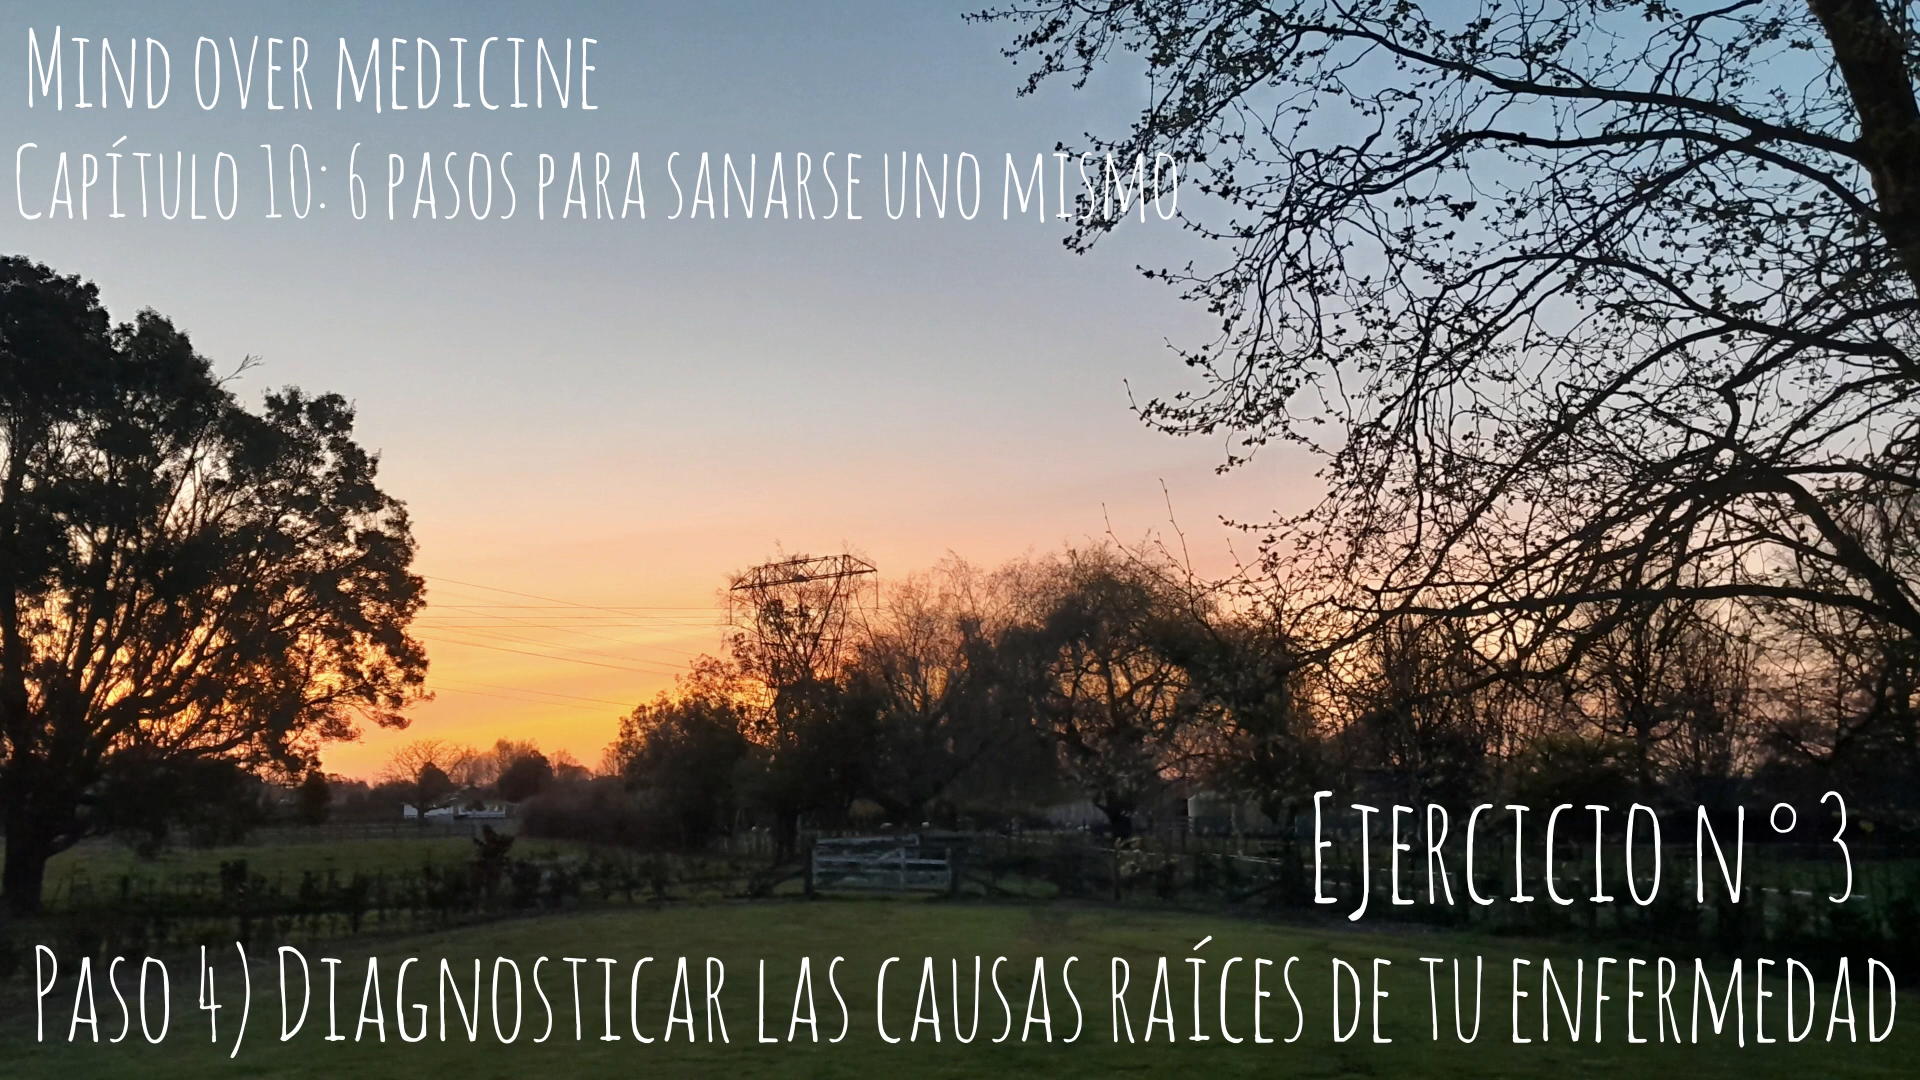 Mind over medicine
Capítulo 10: 6 pasos para sanarse uno mismo
Ejercicio n°3
Paso 4) Diagnosticar las causas raíces de tu enfermedad